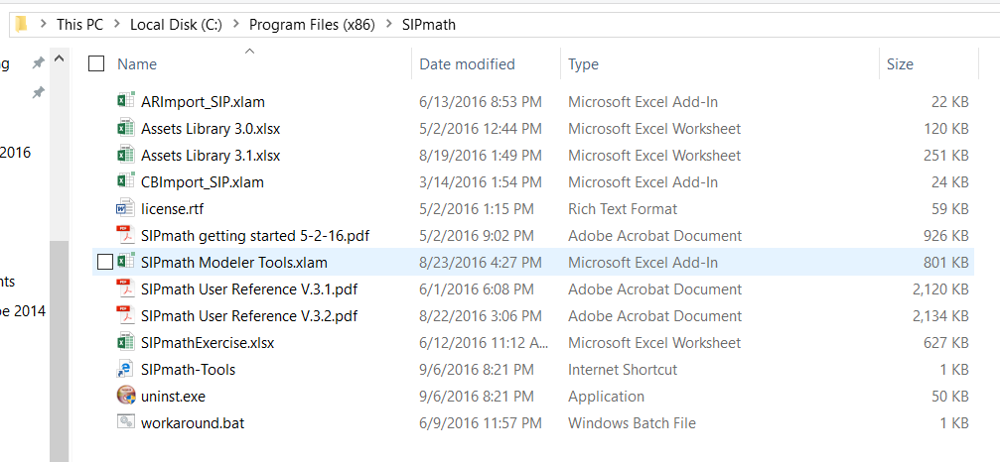 This PC > Local Disk (C:) > Program Files (x86) > SIPmath
Name Date modified Type Size
ARImport_SIP.xlam 6/13/2016 8:53 PM Microsoft Excel Add-In 22 KB
Assets Library 3.0.xlsx 5/2/2016 12:44 PM Microsoft Excel Worksheet 120 KB
Assets Library 3.1.xlsx 8/19/2016 1:49 PM Microsoft Excel Worksheet 251 KB
CBImport_SIP.xlam 3/14/2016 1:54 PM Microsoft Excel Add-In 24 KB
license.rtf 5/2/2016 1:15 PM Rich Text Format 59 KB
SIPmath getting started 5-2-16.pdf 5/2/2016 9:02 PM Adobe Acrobat Document 926 KB
SIPmath Modeler Tools.xlam 8/23/2016 4:27 PM Microsoft Excel Add-In 801 KB
SIPmath User Reference V.3.1.pdf 6/1/2016 6:08 PM Adobe Acrobat Document 2,120 KB
SIPmath User Reference V.3.2.pdf 8/22/2016 3:06 PM Adobe Acrobat Document 2,134 KB
SIPmathExercise.xlsx 6/12/2016 11:12 A... Microsoft Excel Worksheet 627 KB
SIPmath-Tools 9/6/2016 8:21 PM Internet Shortcut 1 KB
uninst.exe 9/6/2016 8:21 PM Application 50 KB
workaround.bat 6/9/2016 11:57 PM Windows Batch File 1 KB
2016
2014